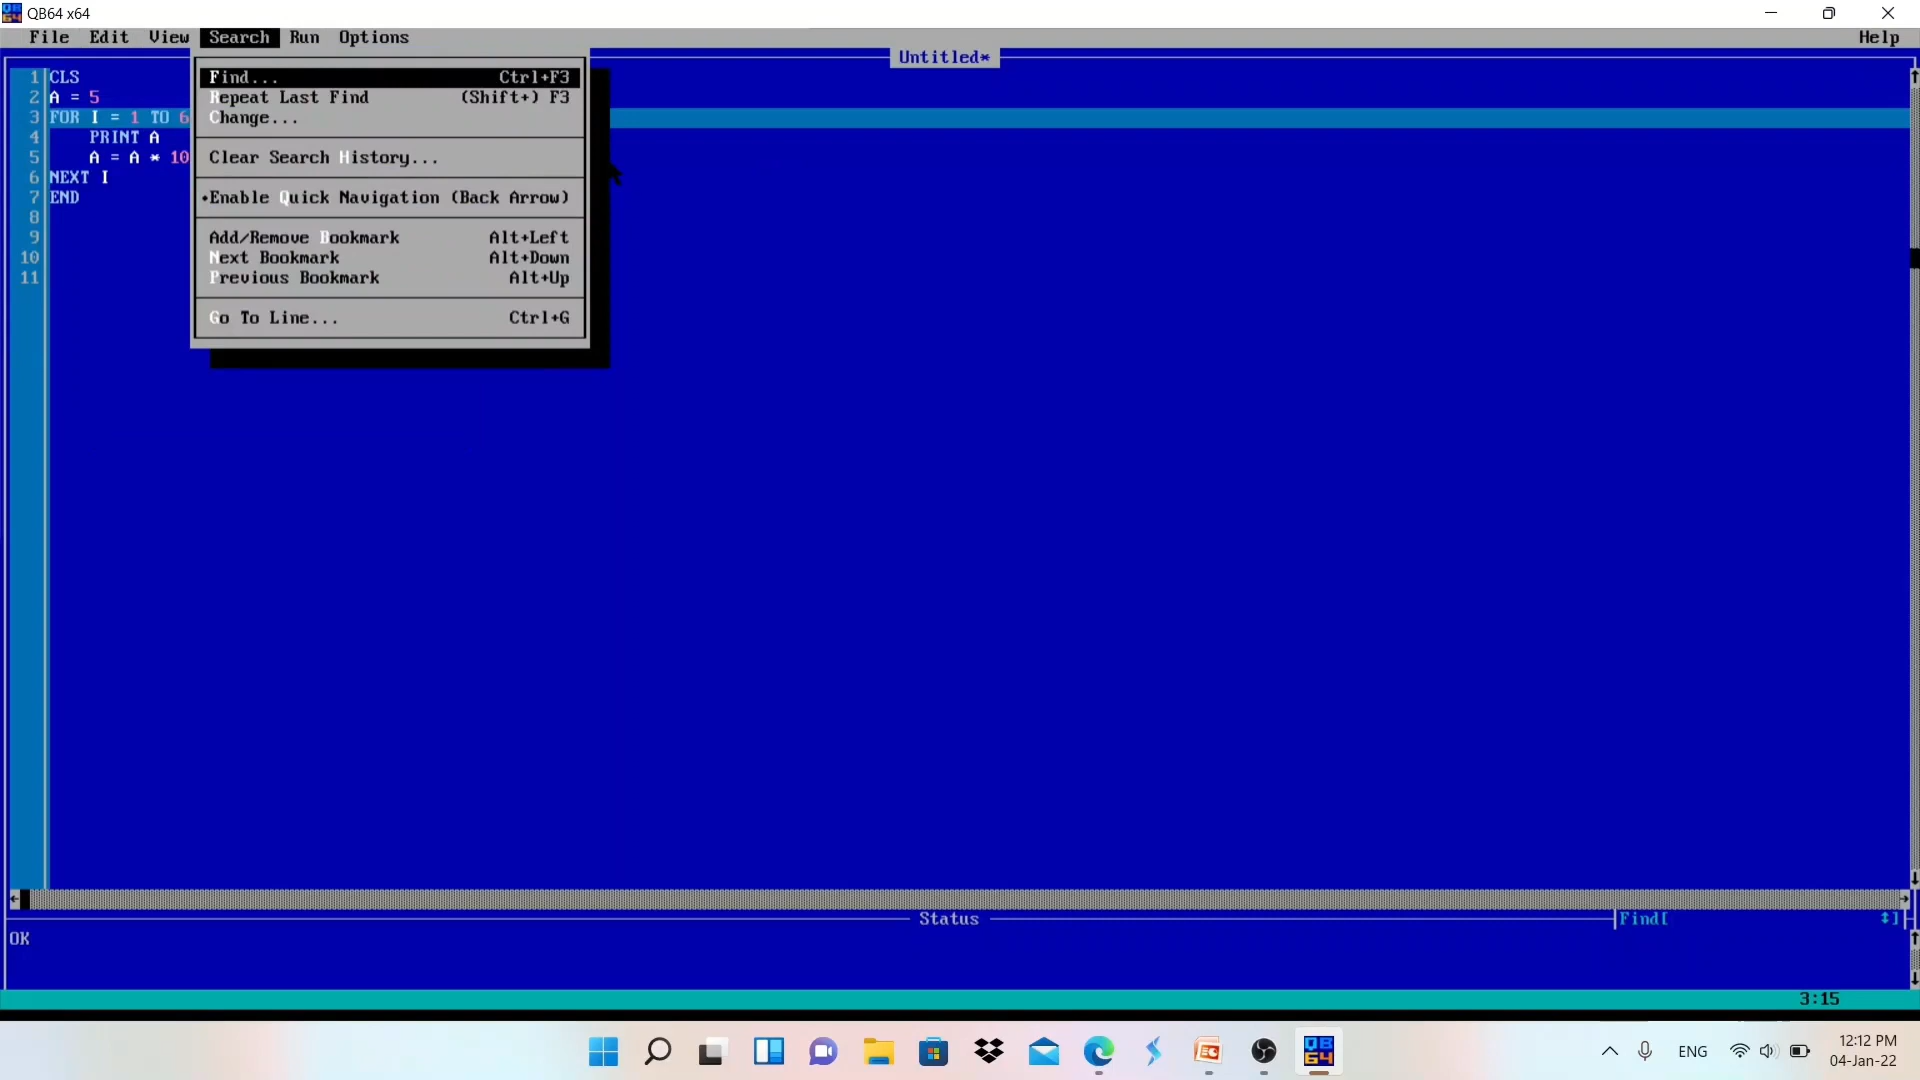 QB64 x64
File Edit View Search Run Options Help
Untitled*
1 CLS
2 A = 5
3 FOR I = 1 TO 6
4 PRINT A
5 A = A * 10
6 NEXT I
7 END
8
9
10
11
Find... Ctrl+F3
Repeat Last Find (Shift+) F3
Change...
Clear Search History...
•Enable Quick Navigation (Back Arrow)
Add/Remove Bookmark Alt+Left
Next Bookmark Alt+Down
Previous Bookmark Alt+Up
Go To Line... Ctrl+G
Status
Find[ ↕]
OK
3:15
ENG
12:12 PM
04-Jan-22